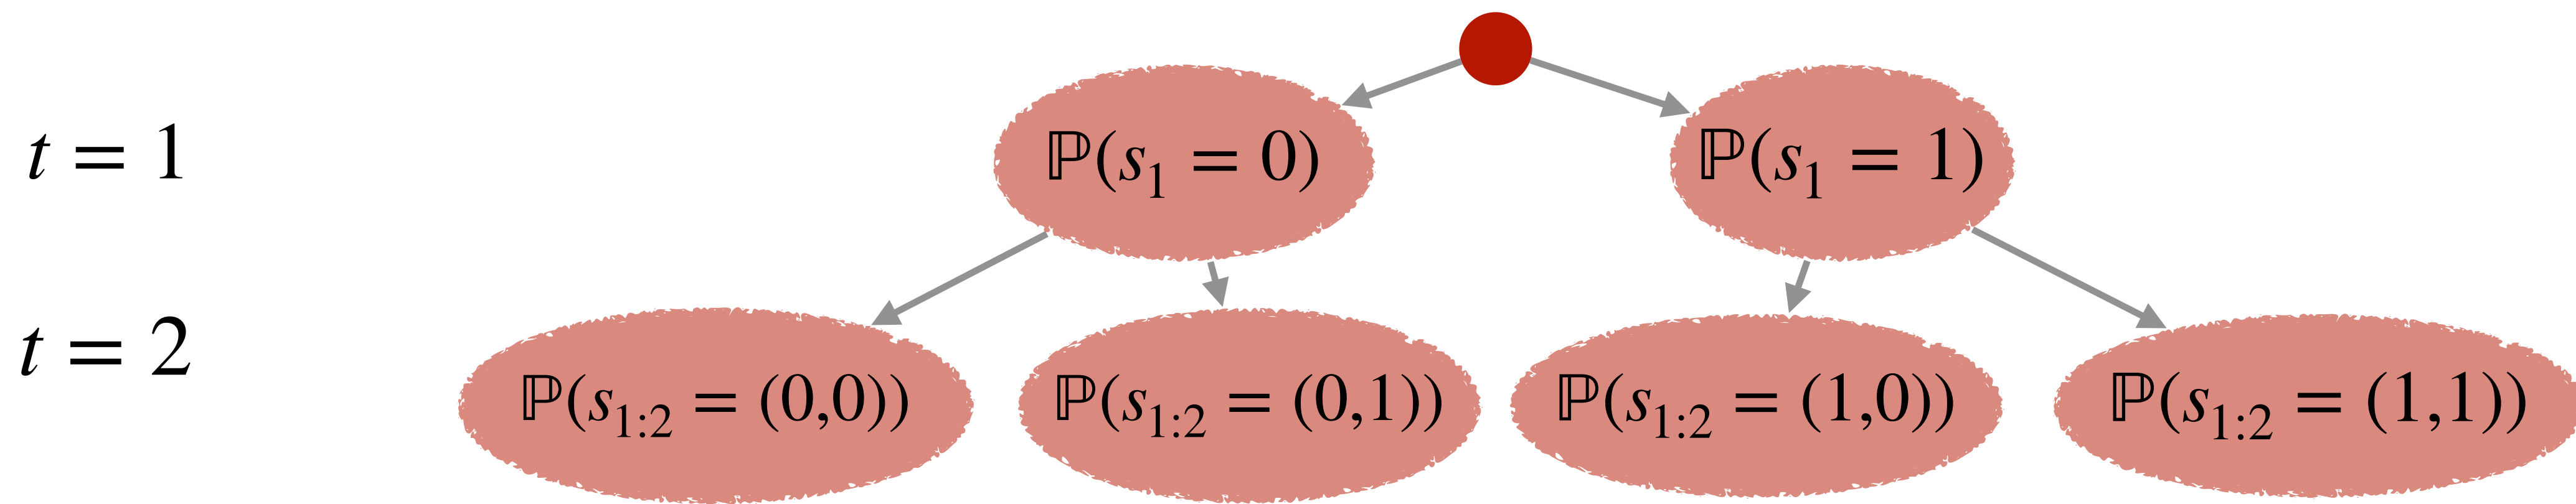 t = 1
ℙ(s₁ = 0)
ℙ(s₁ = 1)
t = 2
ℙ(s₁:₂ = (0,0))
ℙ(s₁:₂ = (0,1))
ℙ(s₁:₂ = (1,0))
ℙ(s₁:₂ = (1,1))